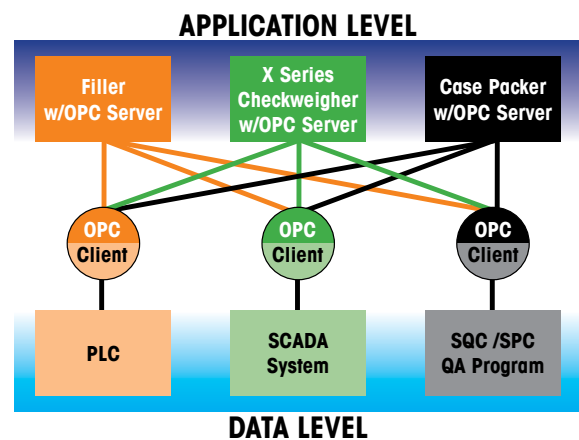 APPLICATION LEVEL
Filler
w/OPC Server
X Series
Checkweigher
w/OPC Server
Case Packer
w/OPC Server
OPC
Client
OPC
Client
OPC
Client
PLC
SCADA
System
SQC /SPC
QA Program
DATA LEVEL